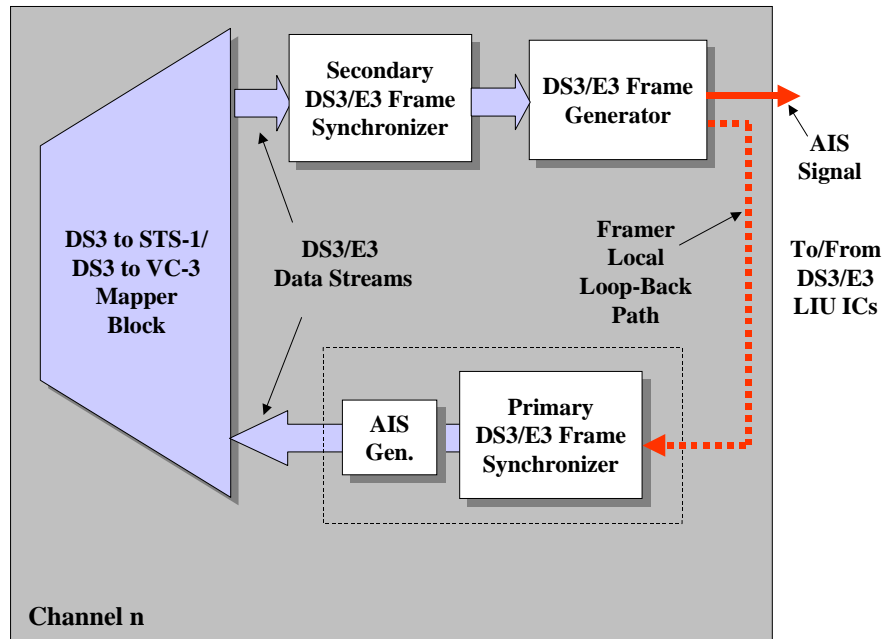 Secondary
DS3/E3 Frame
Synchronizer
DS3/E3 Frame
Generator
AIS
Signal
DS3 to STS-1/
DS3 to VC-3
Mapper
Block
DS3/E3
Data Streams
Framer
Local
Loop-Back
Path
To/From
DS3/E3
LIU ICs
AIS
Gen.
Primary
DS3/E3 Frame
Synchronizer
Channel n